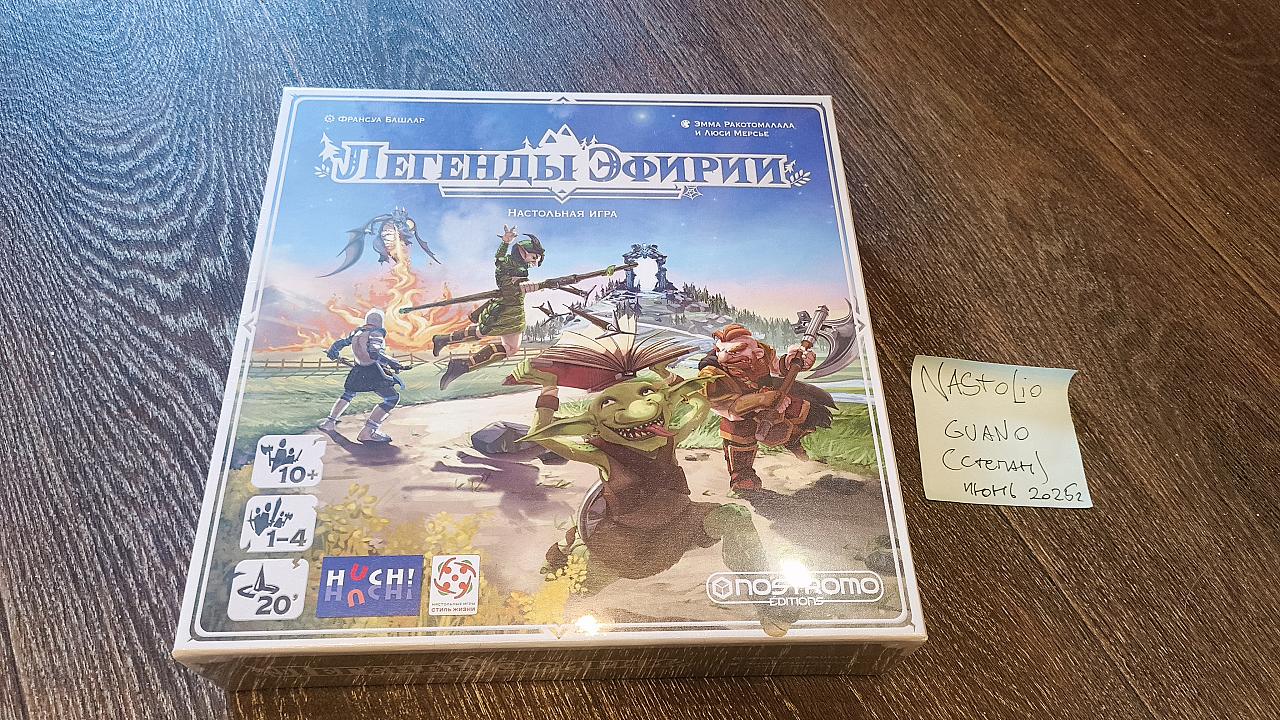 Франсуа Башлар
Эмма Ракотомалала
и Люси Мерсье
Легенды Эфирии
Настольная игра
10+
1–4
20'
HUCH!
настольные игры
стиль жизни
NOSTROMO
EDITIONS
NASTOLIO
GUANO
(Степан)
июнь 2025г